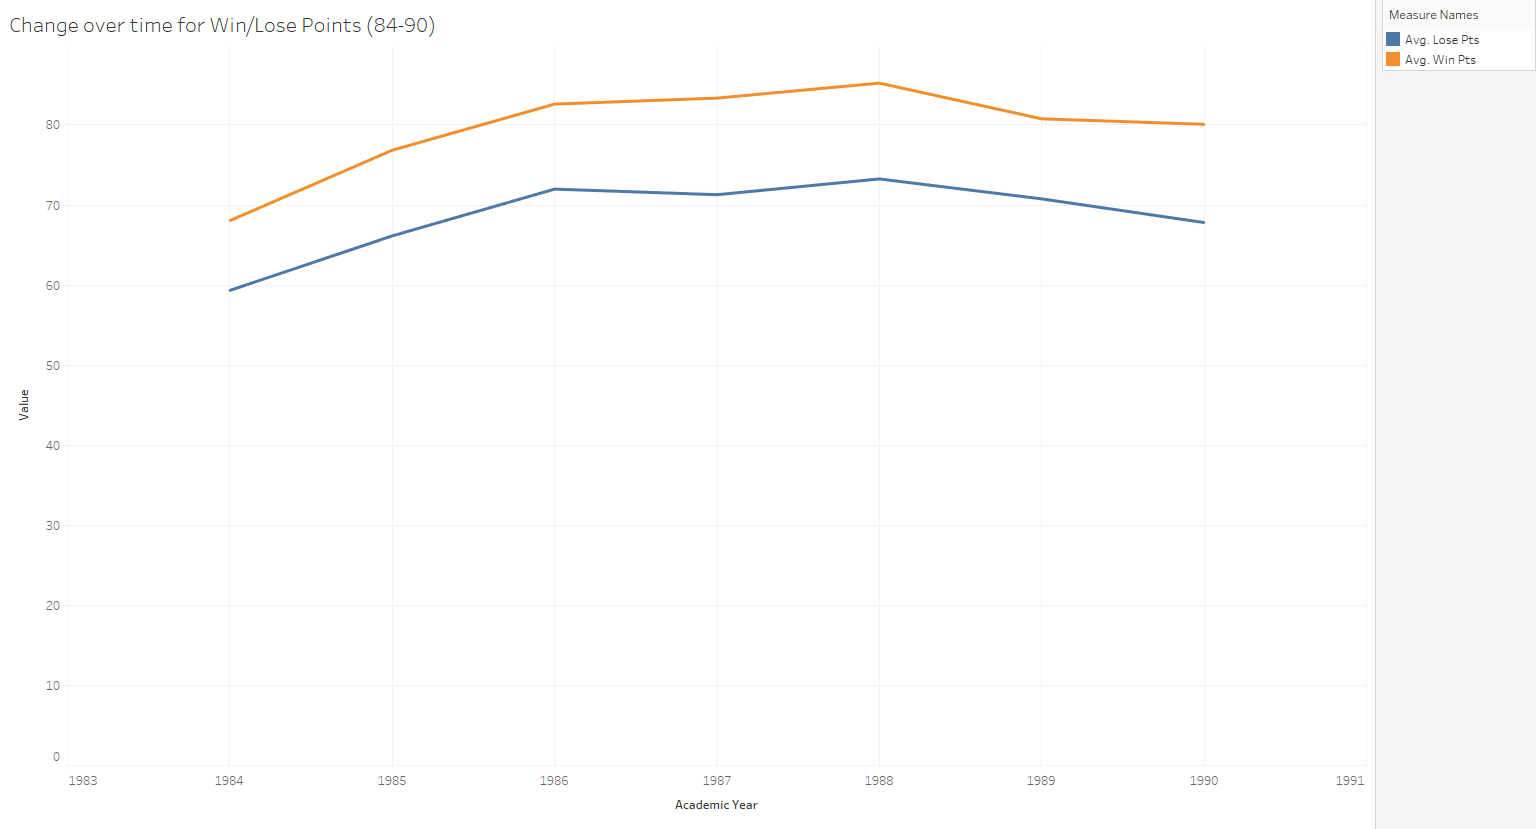 Change over time for Win/Lose Points (84-90)
Measure Names
Avg. Lose Pts
Avg. Win Pts
80
70
60
50
40
30
20
10
0
Value
1983 1984 1985 1986 1987 1988 1989 1990 1991
Academic Year